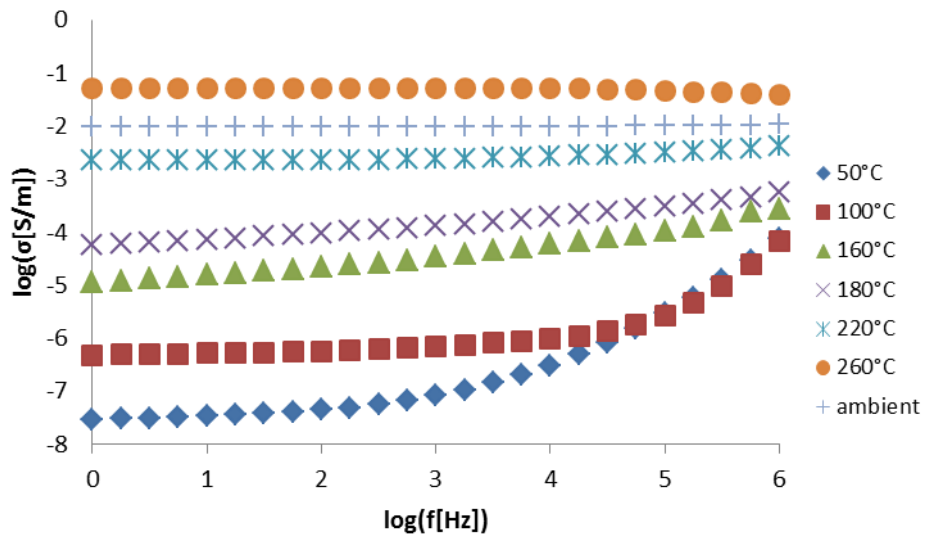 0
-1
-2
-3
-4
-5
-6
-7
-8
log(σ[S/m])
0 1 2 3 4 5 6
log(f[Hz])
50°C
100°C
160°C
180°C
220°C
260°C
ambient